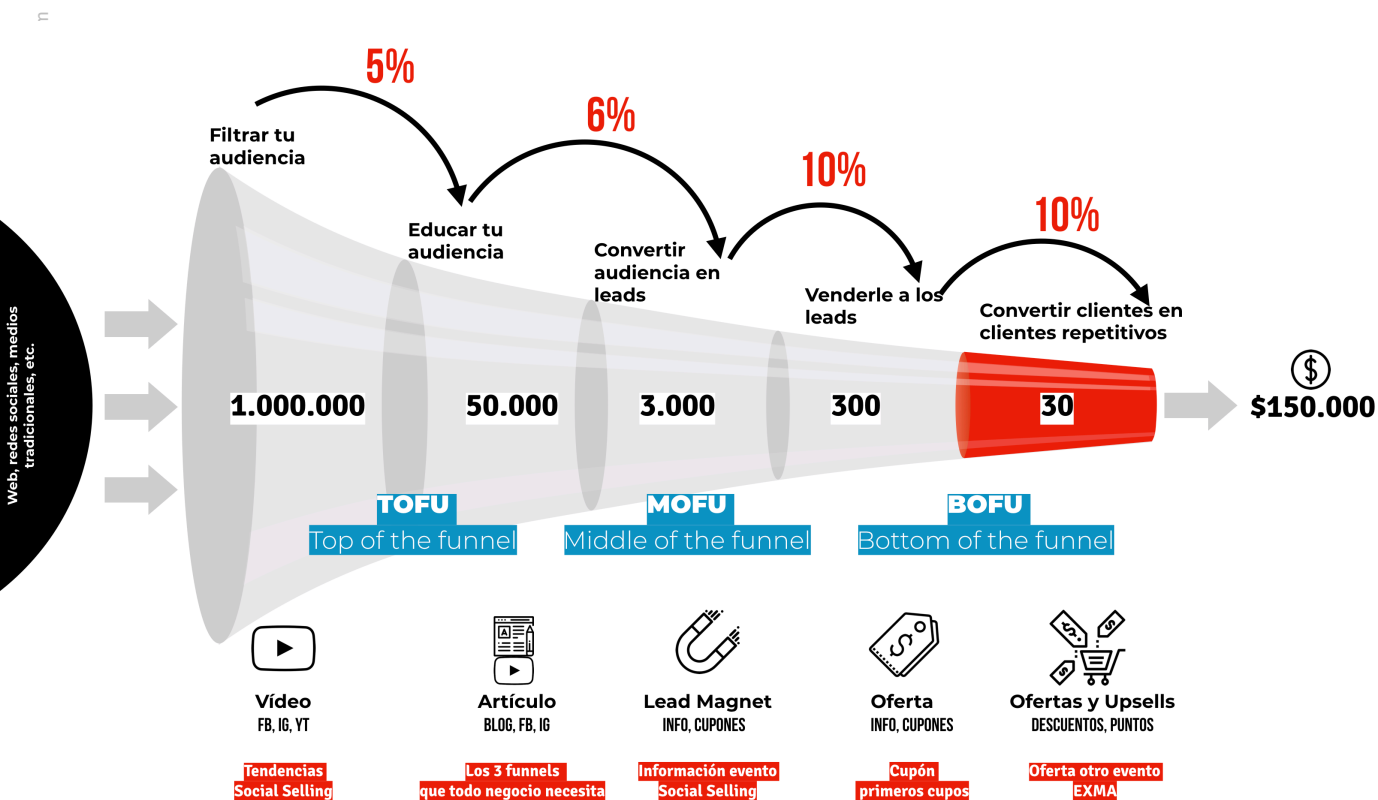 n
5%
6%
10%
10%
Filtrar tu
audiencia
Educar tu
audiencia
Convertir
audiencia en
leads
Venderle a los
leads
Convertir clientes en
clientes repetitivos
Web, redes sociales, medios
tradicionales, etc.
1.000.000
50.000
3.000
300
30
$
$150.000
TOFU
Top of the funnel
MOFU
Middle of the funnel
BOFU
Bottom of the funnel
A
$
$
$
$
Vídeo
FB, IG, YT
Artículo
BLOG, FB, IG
Lead Magnet
INFO, CUPONES
Oferta
INFO, CUPONES
Ofertas y Upsells
DESCUENTOS, PUNTOS
Tendencias
Social Selling
Los 3 funnels
que todo negocio necesita
Información evento
Social Selling
Cupón
primeros cupos
Oferta otro evento
EXMA